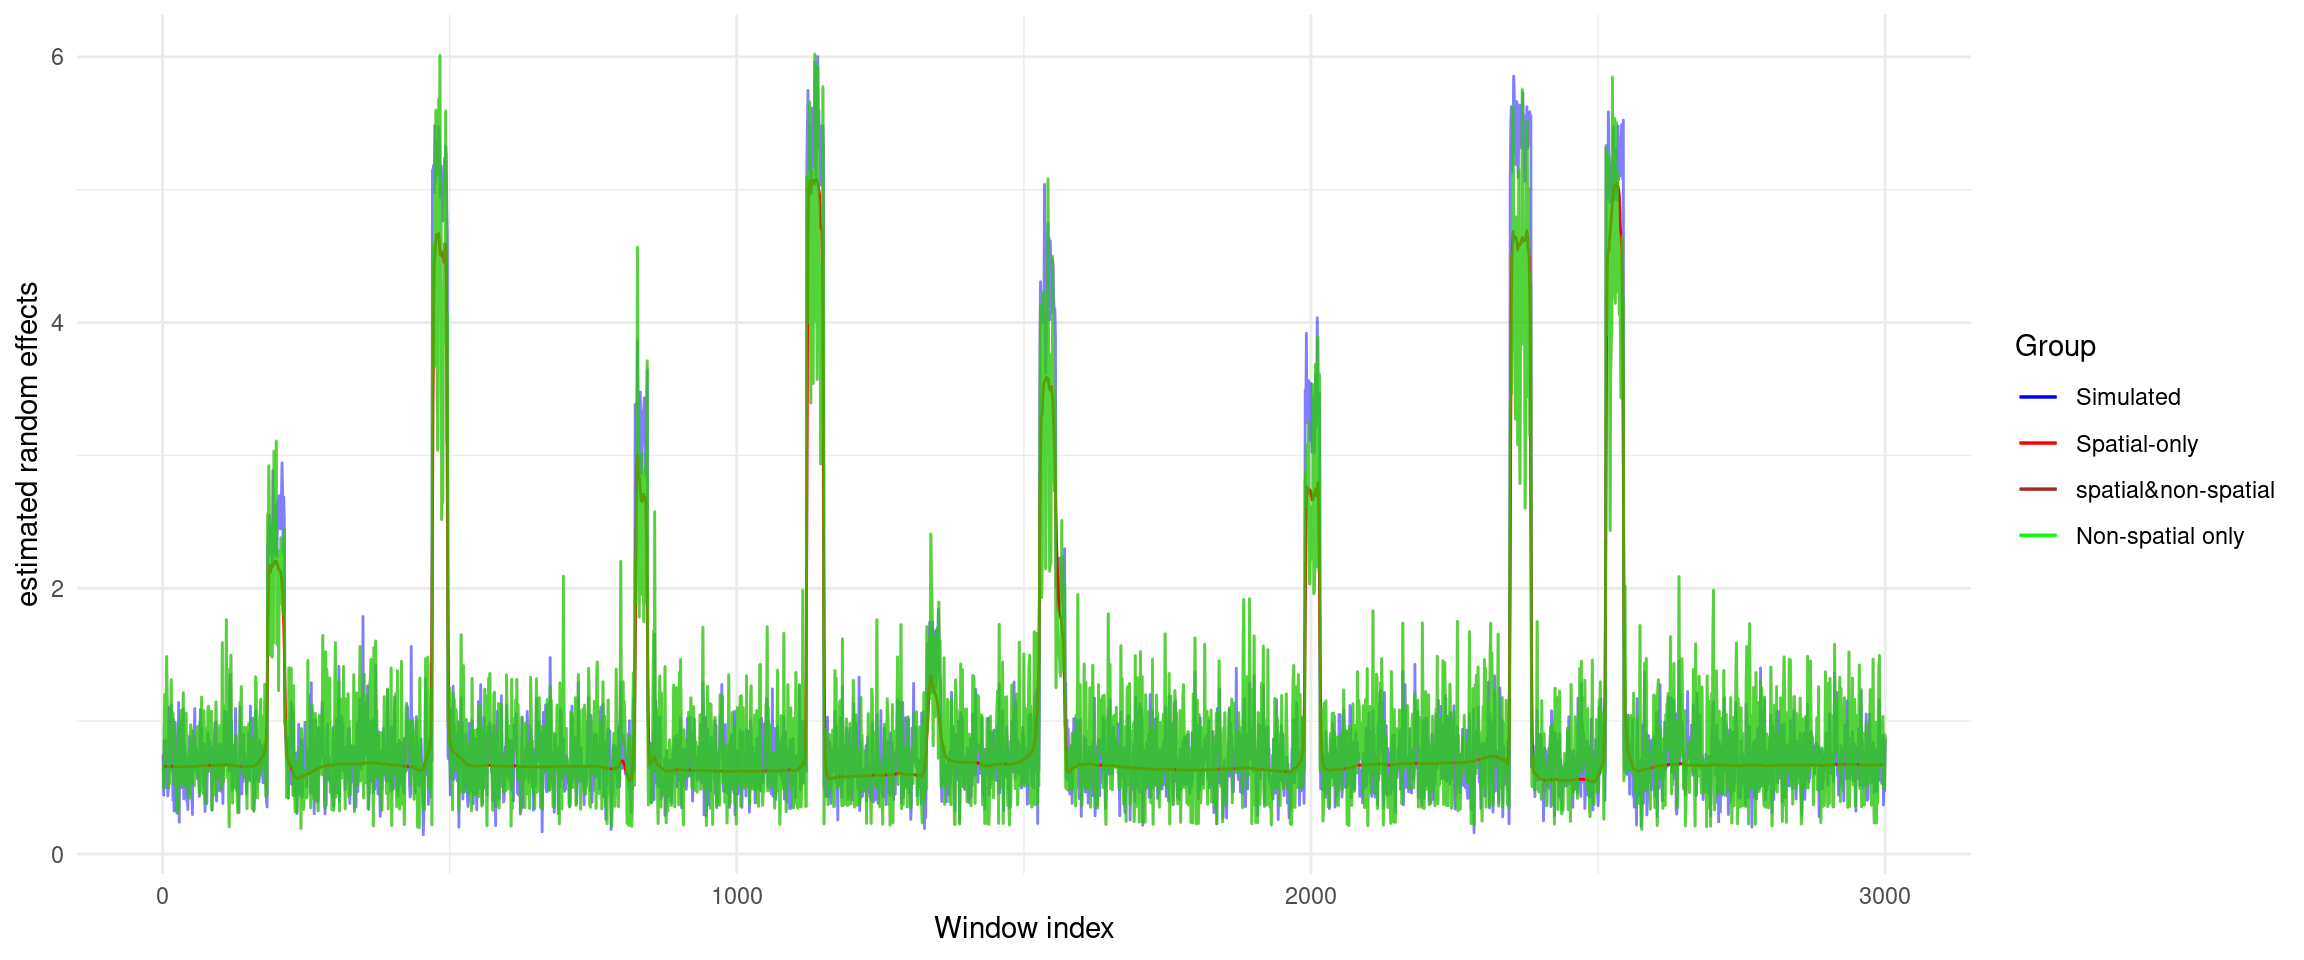 estimated random effects
6
4
2
0
0
1000
2000
3000
Window index
Group
Simulated
Spatial-only
spatial&non-spatial
Non-spatial only